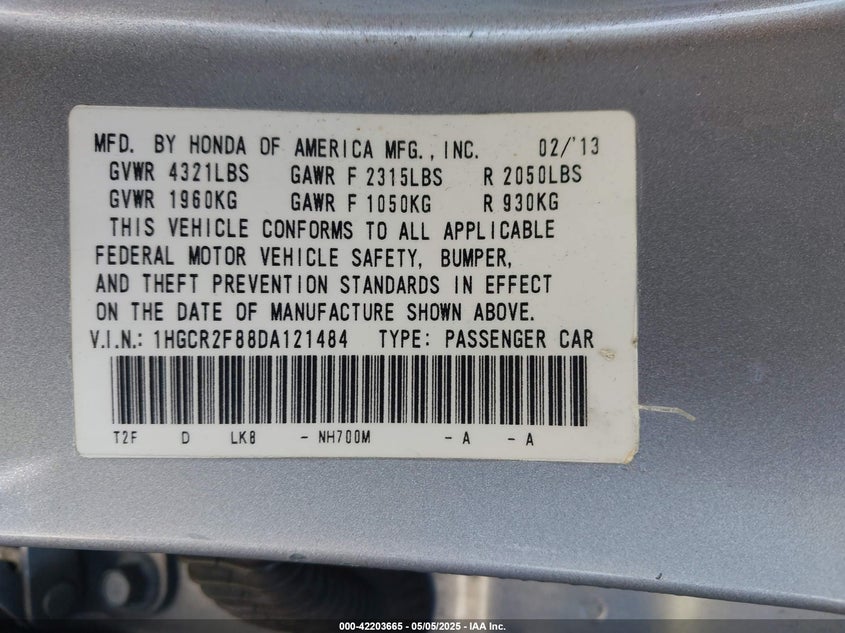 MFD. BY HONDA OF AMERICA MFG., INC. 02/'13
GVWR 4321LBS GAWR F 2315LBS R 2050LBS
GVWR 1960KG GAWR F 1050KG R 930KG
THIS VEHICLE CONFORMS TO ALL APPLICABLE
FEDERAL MOTOR VEHICLE SAFETY, BUMPER,
AND THEFT PREVENTION STANDARDS IN EFFECT
ON THE DATE OF MANUFACTURE SHOWN ABOVE.
V.I.N.: 1HGCR2F88DA121484 TYPE: PASSENGER CAR
T2F D LK8 - NH700M - A - A
000-42203665 - 05/05/2025 - IAA Inc.